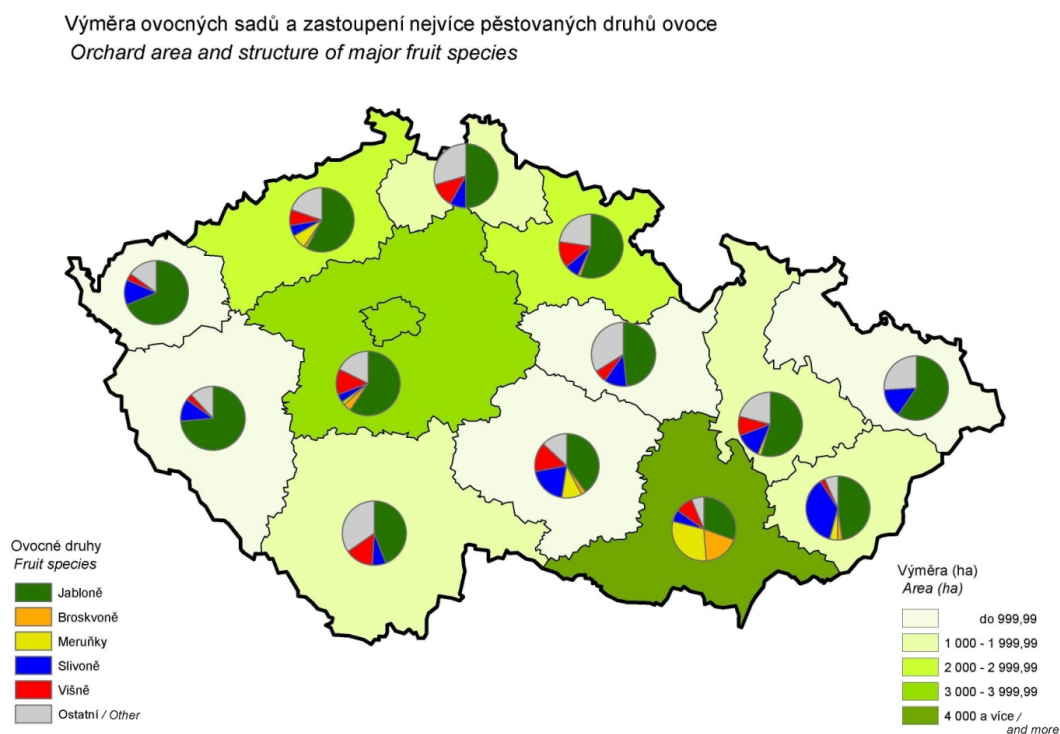 Výměra ovocných sadů a zastoupení nejvíce pěstovaných druhů ovoce
Orchard area and structure of major fruit species
Ovocné druhy
Fruit species
Jabloně
Broskvoně
Meruňky
Slivoně
Višně
Ostatní / Other
Výměra (ha)
Area (ha)
do 999,99
1 000 - 1 999,99
2 000 - 2 999,99
3 000 - 3 999,99
4 000 a více /
and more